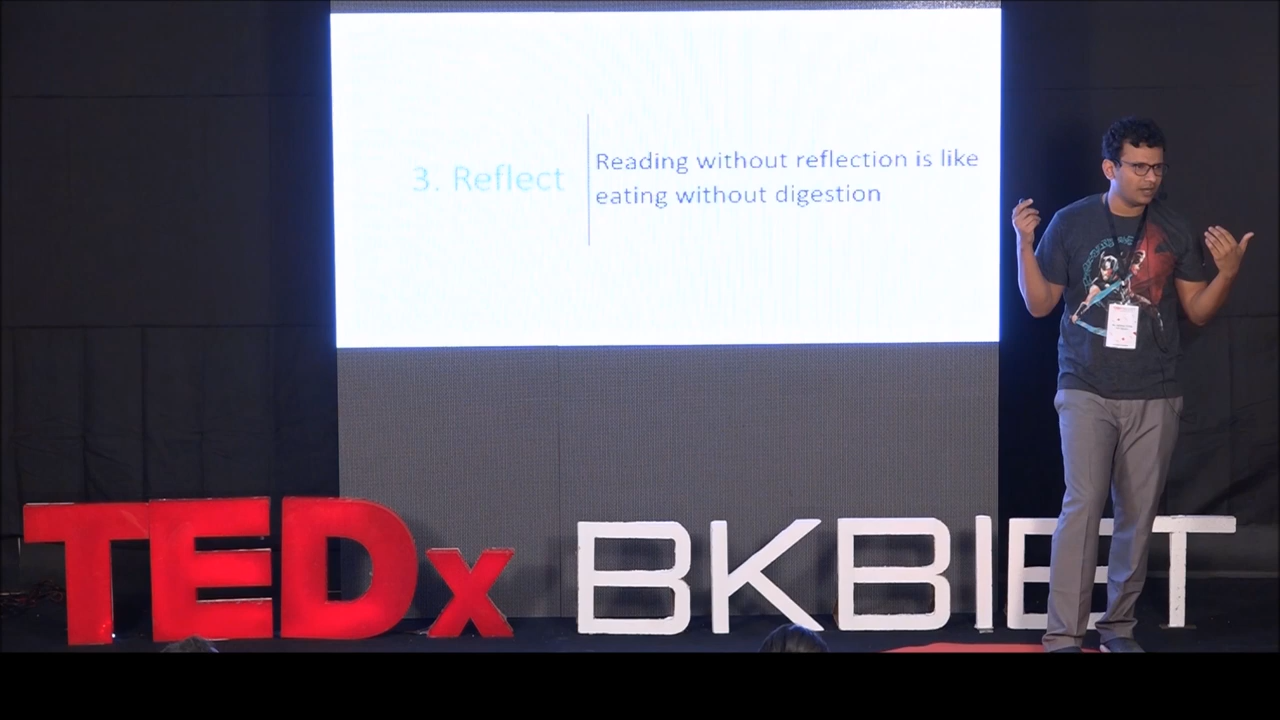 3. Reflect
Reading without reflection is like
eating without digestion
TEDx BKBIET